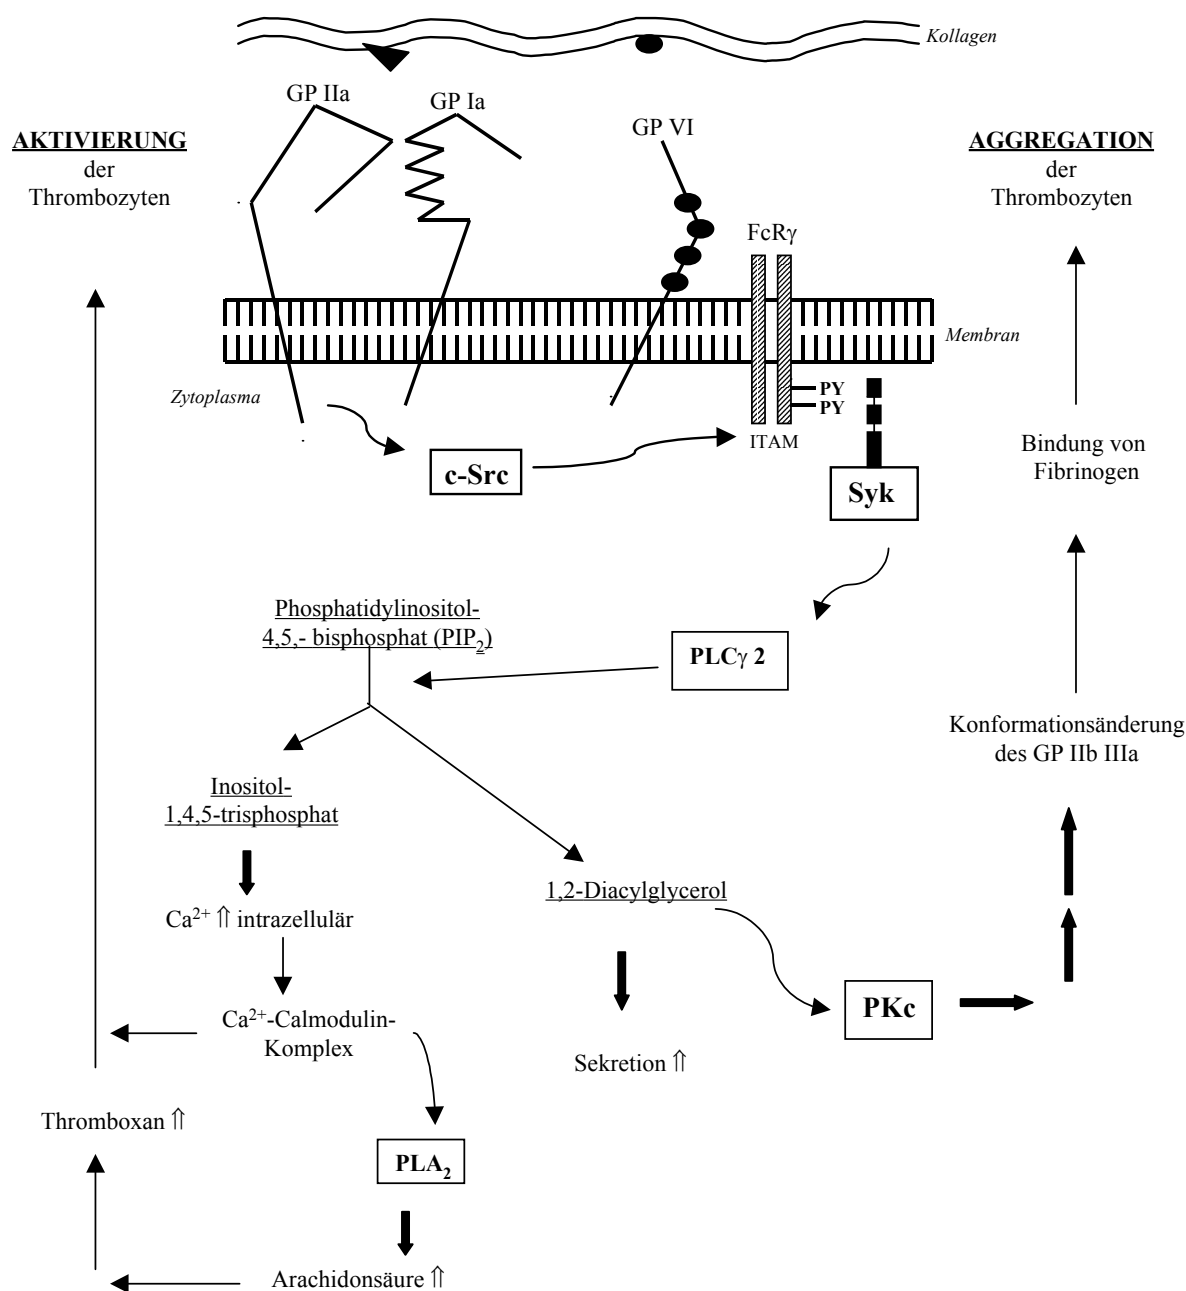 Kollagen
GP IIa
GP Ia
GP VI
AKTIVIERUNG
der
Thrombozyten
AGGREGATION
der
Thrombozyten
FcRγ
Membran
Zytoplasma
PY
PY
ITAM
c-Src
Syk
Bindung von
Fibrinogen
Phosphatidylinositol-
4,5,- bisphosphat (PIP₂)
PLCγ 2
Konformationsänderung
des GP IIb IIIa
Inositol-
1,4,5-trisphosphat
1,2-Diacylglycerol
Ca²⁺ ⇑ intrazellulär
PKc
Ca²⁺-Calmodulin-
Komplex
Sekretion ⇑
Thromboxan ⇑
PLA₂
Arachidonsäure ⇑